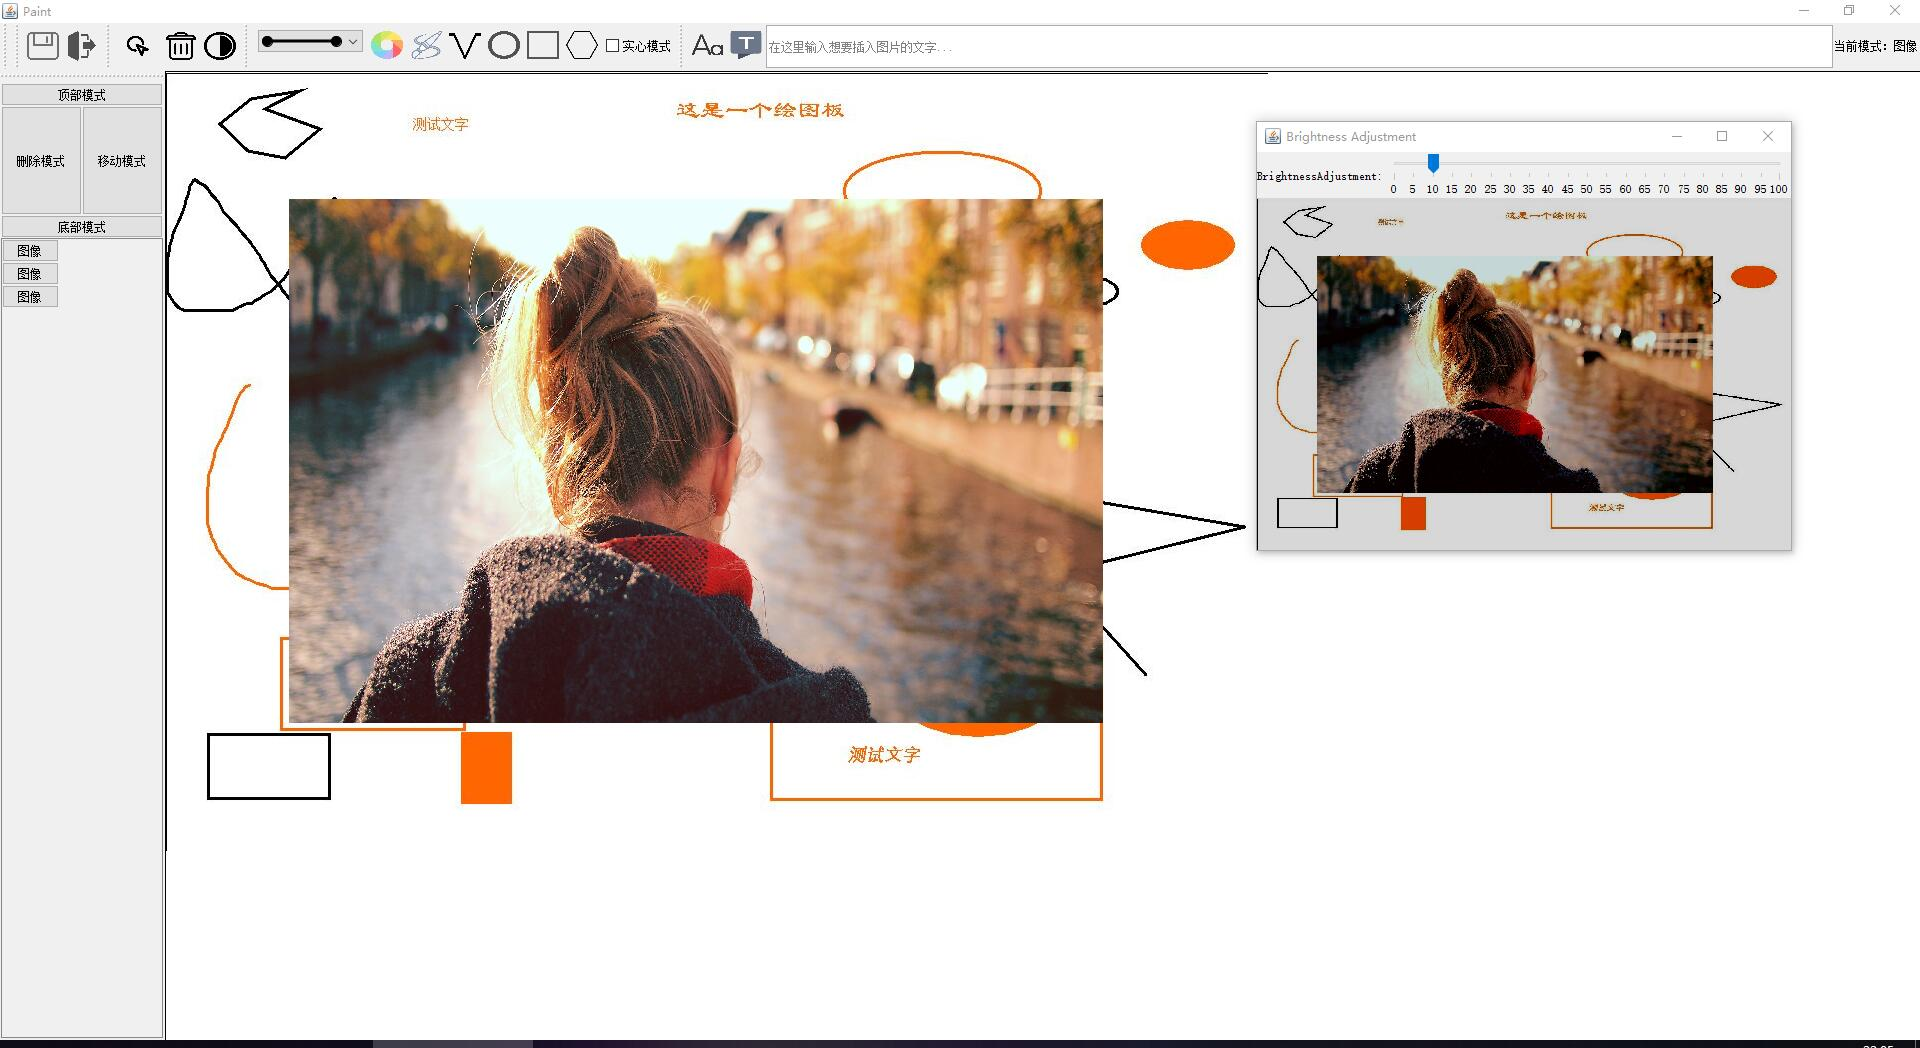 Paint
实心模式
Aa T
在这里输入想要插入图片的文字...
当前模式：图像
顶部模式
删除模式 移动模式
底部模式
图像
图像
图像
测试文字
这是一个绘图板
测试文字
Brightness Adjustment
BrightnessAdjustment:
0 5 10 15 20 25 30 35 40 45 50 55 60 65 70 75 80 85 90 95 100
这是一个绘图板
测试文字